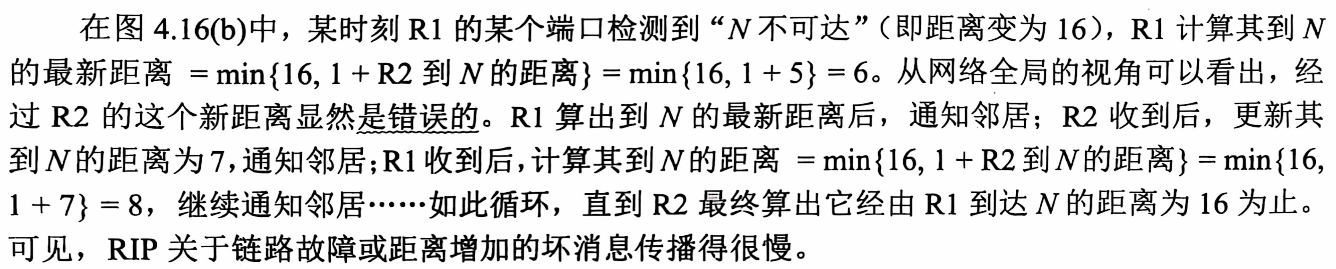 在图 4.16(b)中，某时刻 R1 的某个端口检测到“N 不可达”（即距离变为 16），R1 计算其到 N
的最新距离 = min{16, 1 + R2 到 N 的距离} = min{16, 1 + 5} = 6。从网络全局的视角可以看出，经
过 R2 的这个新距离显然是错误的。R1 算出到 N 的最新距离后，通知邻居；R2 收到后，更新其
到 N 的距离为 7，通知邻居；R1 收到后，计算其到 N 的距离 = min{16, 1 + R2 到 N 的距离} = min{16,
1 + 7} = 8，继续通知邻居……如此循环，直到 R2 最终算出它经由 R1 到达 N 的距离为 16 为止。
可见，RIP 关于链路故障或距离增加的坏消息传播得很慢。